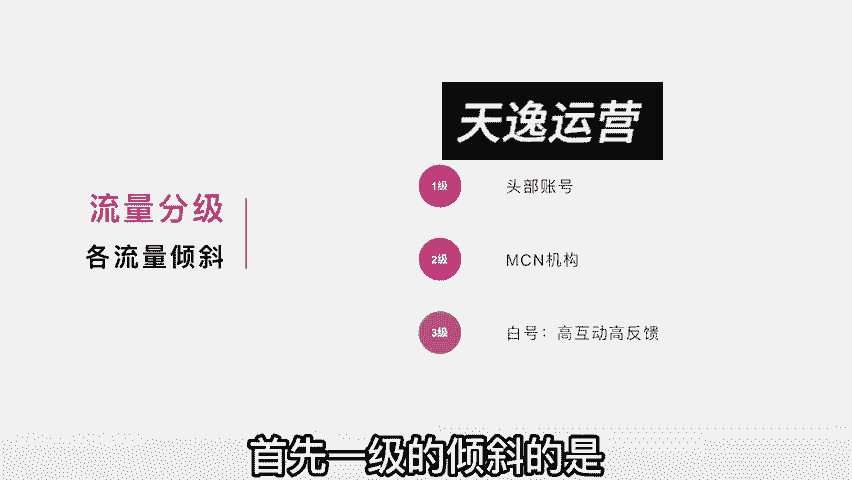 天逸运营
流量分级
各流量倾斜
1级
头部账号
2级
MCN机构
3级
白号：高互动高反馈
首先一级的倾斜的是